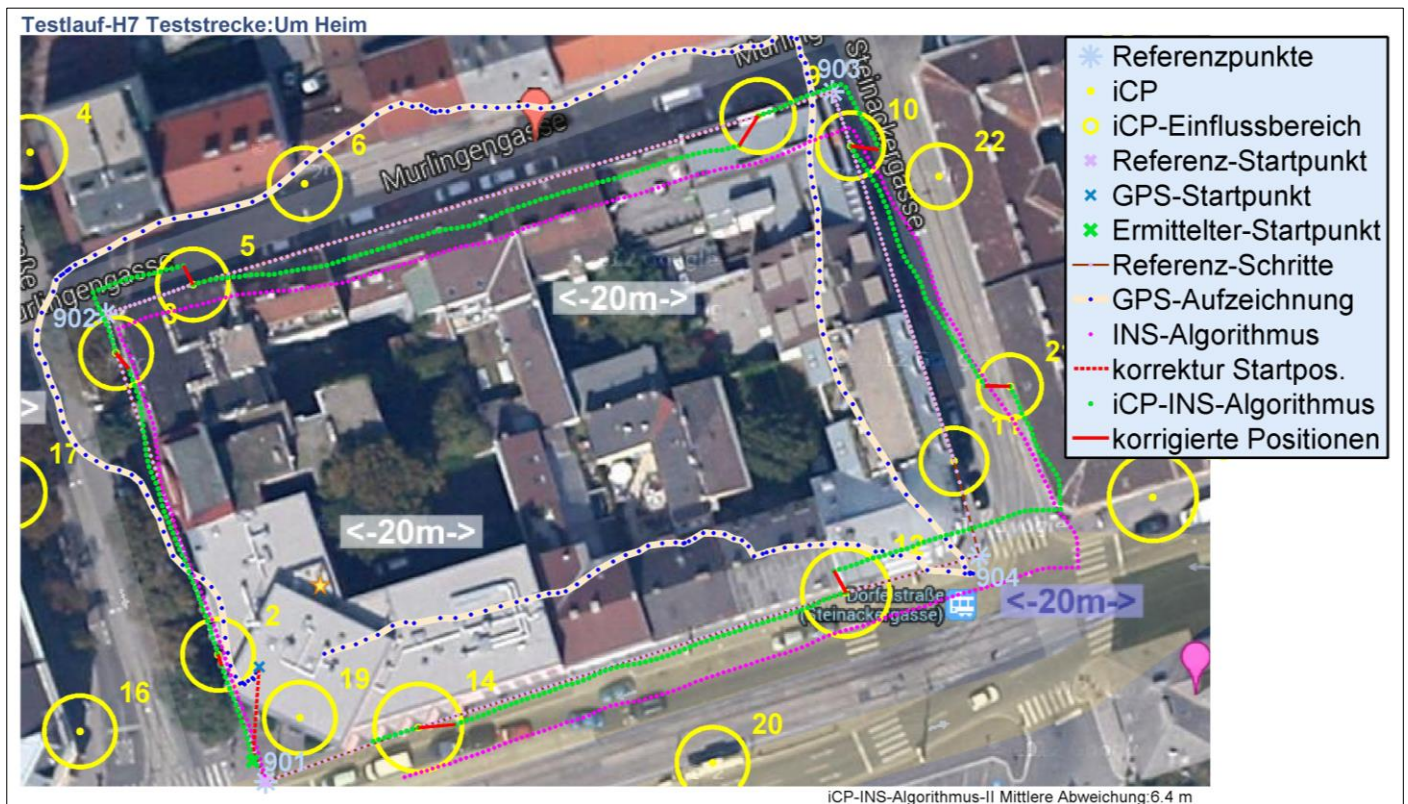 Testlauf-H7 Teststrecke:Um Heim
Referenzpunkte
iCP
iCP-Einflussbereich
Referenz-Startpunkt
GPS-Startpunkt
Ermittelter-Startpunkt
Referenz-Schritte
GPS-Aufzeichnung
INS-Algorithmus
korrektur Startpos.
iCP-INS-Algorithmus
korrigierte Positionen
4
6
9
903
10
22
Murlingengasse
Steinackergasse
5
902
3
<-20m->
17
11
<-20m->
12
904
Dörfelstraße
(Steinackergasse)
<-20m->
2
16
19
14
20
901
iCP-INS-Algorithmus-II Mittlere Abweichung:6.4 m